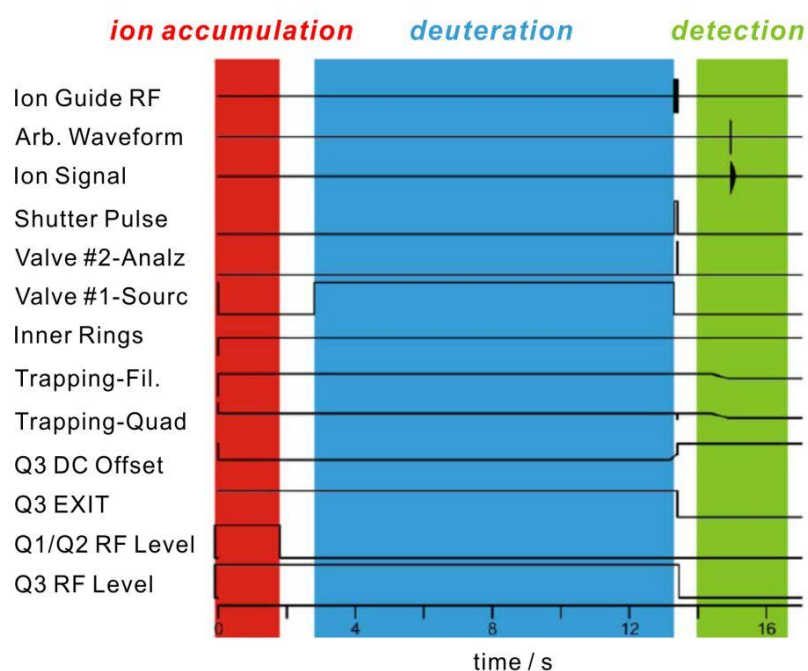 ion accumulation deuteration detection
Ion Guide RF
Arb. Waveform
Ion Signal
Shutter Pulse
Valve #2-Analz
Valve #1-Sourc
Inner Rings
Trapping-Fil.
Trapping-Quad
Q3 DC Offset
Q3 EXIT
Q1/Q2 RF Level
Q3 RF Level
0 4 8 12 16
time / s